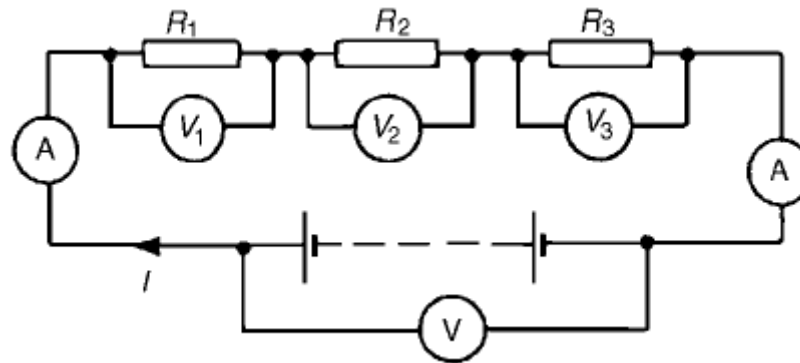 R₁ R₂ R₃
V₁ V₂ V₃
A A
I
V